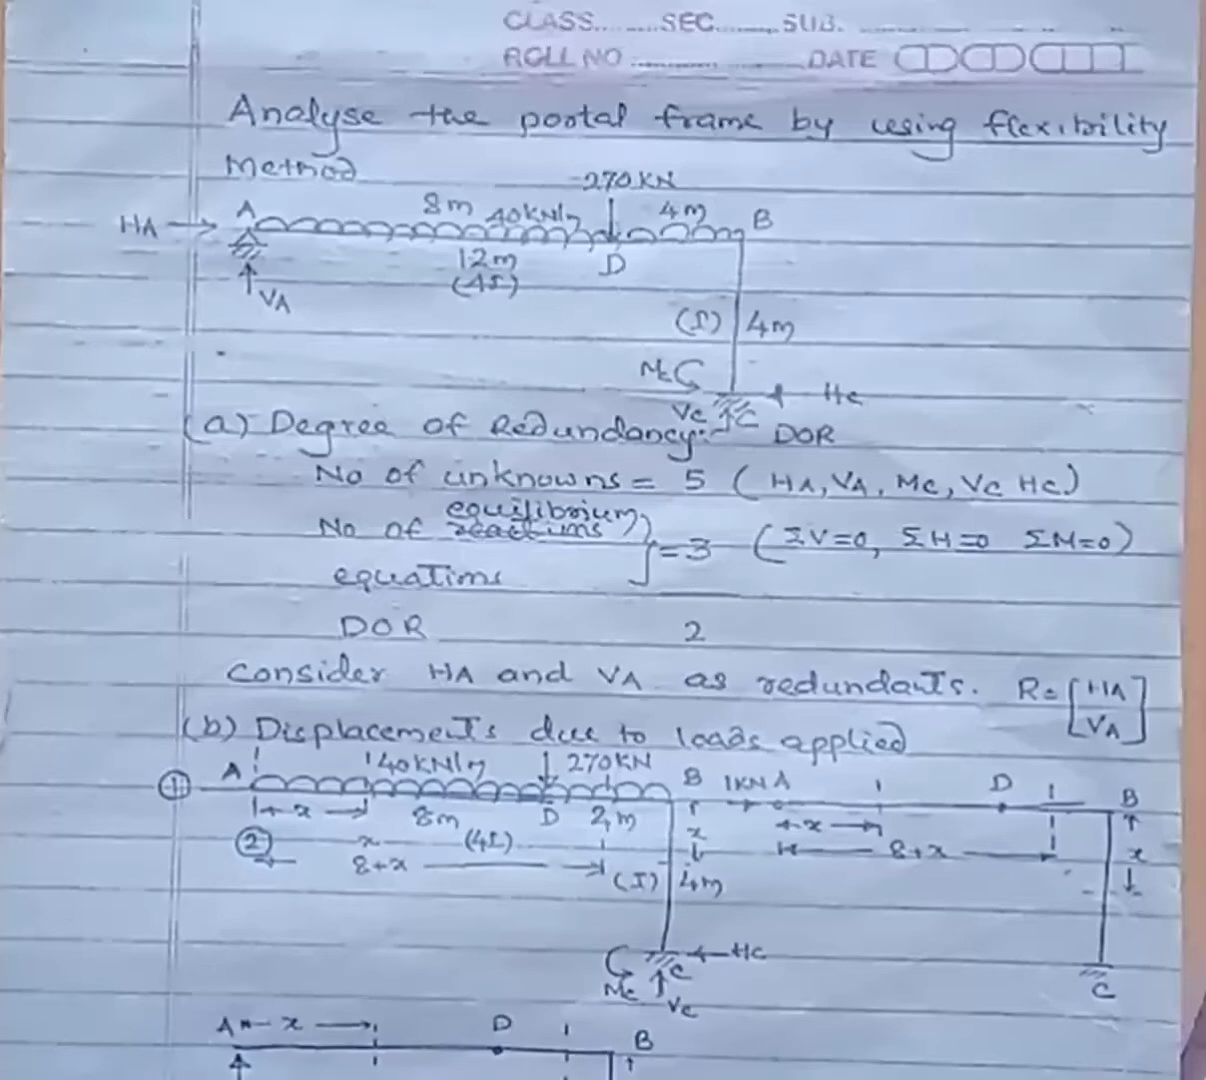 CLASS.........SEC.........SUB. ....................
ROLL NO ....................DATE
Analyse the portal frame by using flexibility
Method
270 KN
8m 40KN/m 4m
HA A B
12m D
(4I)
VA
(I) 4m
Mc Hc
Vc C
(a) Degree of Redundancy:- DOR
No of unknowns = 5 (HA, VA, Mc, Vc Hc)
equilibrium
No of reactions } = 3 (ΣV=0, ΣH=0 ΣM=0)
equations
DOR 2
consider HA and VA as redundants. R= [HA
VA]
(b) Displacements due to loads applied
① A 40KN/m 270KN B 1KN A D B
x 8m D 2m x x
② x (4I) 8+x x
8+x (I) 4m
Hc
Mc C C
Vc
A x D B